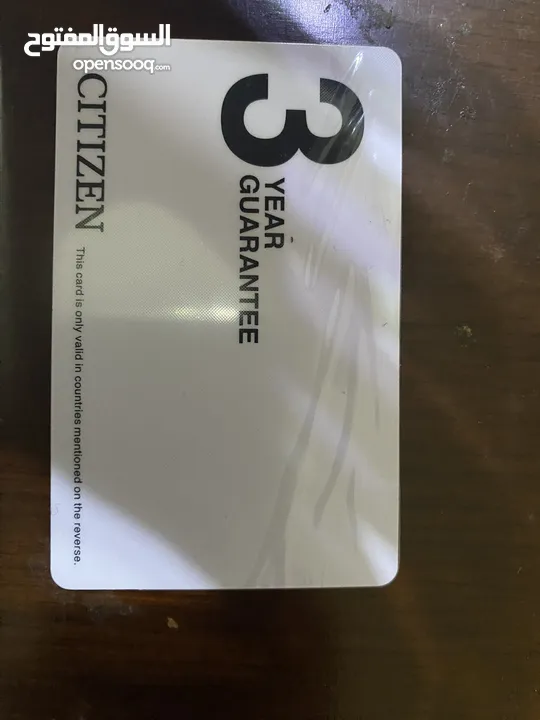 السوق المفتوح
opensooq.com
3
YEAR
GUARANTEE
CITIZEN
This card is only valid in countries mentioned on the reverse.